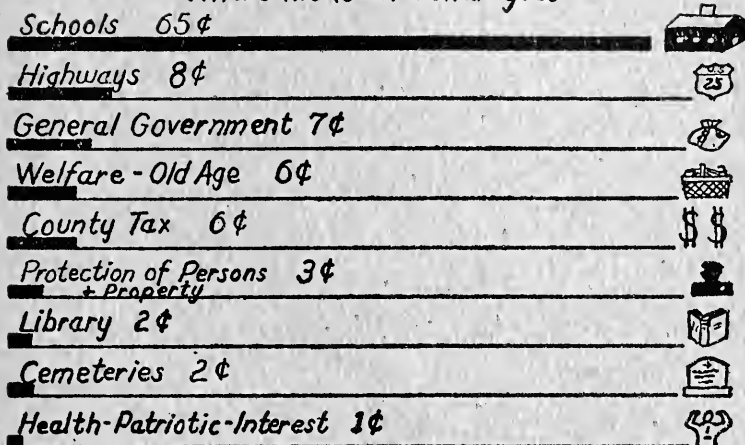 Schools 65¢
Highways 8¢
25
General Government 7¢
Welfare - Old Age 6¢
County Tax 6¢
$ $
Protection of Persons 3¢
+ Property
Library 2¢
Cemeteries 2¢
Health-Patriotic-Interest 1¢